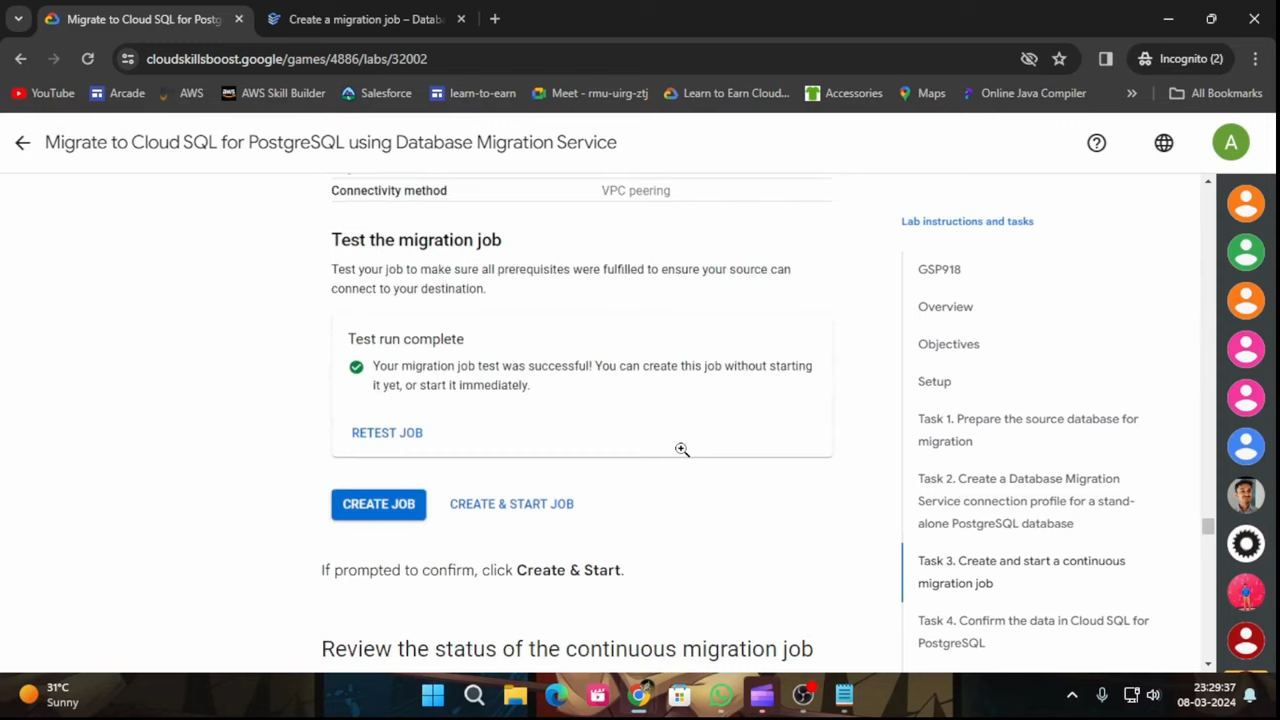 Migrate to Cloud SQL for Postg
Create a migration job – Datab
cloudskillsboost.google/games/4886/labs/32002
Incognito (2)
YouTube
Arcade
AWS
AWS Skill Builder
Salesforce
learn-to-earn
Meet - rmu-uirg-ztj
Learn to Earn Cloud...
Accessories
Maps
Online Java Compiler
All Bookmarks
Migrate to Cloud SQL for PostgreSQL using Database Migration Service
A
Connectivity method VPC peering
Test the migration job
Test your job to make sure all prerequisites were fulfilled to ensure your source can
connect to your destination.
Test run complete
Your migration job test was successful! You can create this job without starting
it yet, or start it immediately.
RETEST JOB
CREATE JOB CREATE & START JOB
If prompted to confirm, click Create & Start.
Review the status of the continuous migration job
Lab instructions and tasks
GSP918
Overview
Objectives
Setup
Task 1. Prepare the source database for
migration
Task 2. Create a Database Migration
Service connection profile for a stand-
alone PostgreSQL database
Task 3. Create and start a continuous
migration job
Task 4. Confirm the data in Cloud SQL for
PostgreSQL
31°C
Sunny
23:29:37
08-03-2024